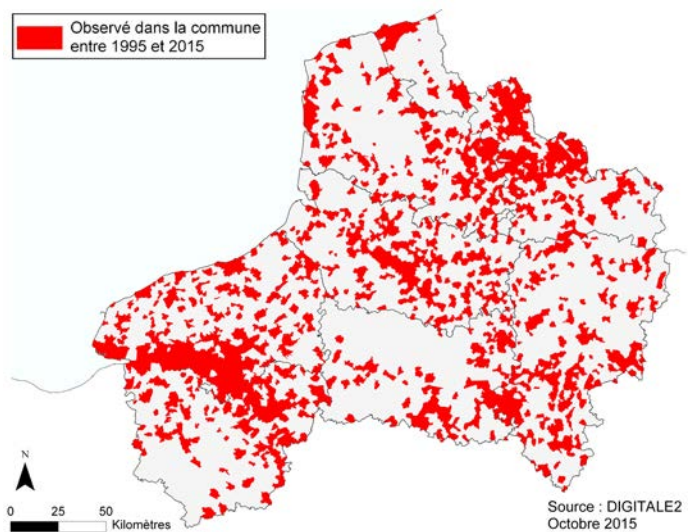 Observé dans la commune
entre 1995 et 2015
N
0 25 50
Kilomètres
Source : DIGITALE2
Octobre 2015